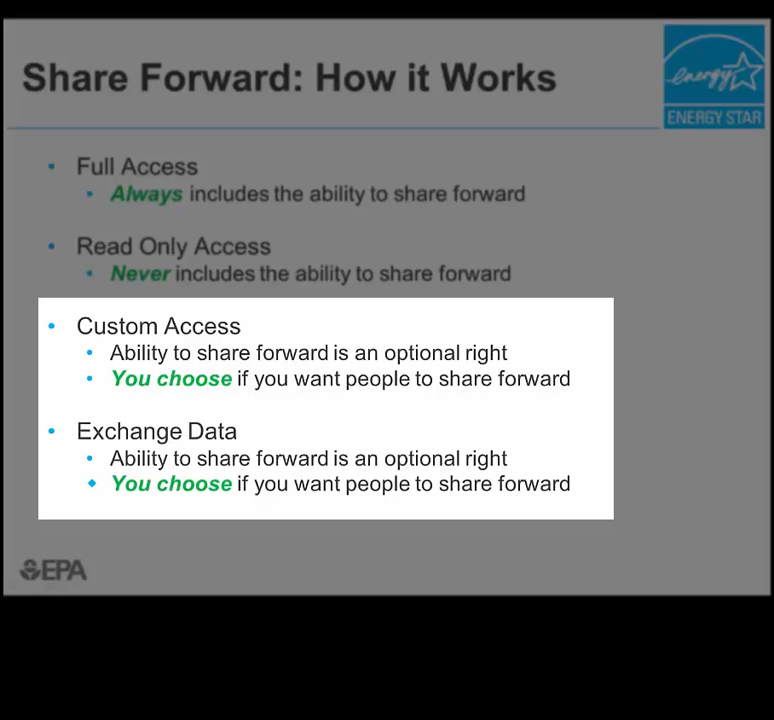 Share Forward: How it Works
energy
ENERGY STAR
• Full Access
• Always includes the ability to share forward
• Read Only Access
• Never includes the ability to share forward
• Custom Access
• Ability to share forward is an optional right
• You choose if you want people to share forward
• Exchange Data
• Ability to share forward is an optional right
• You choose if you want people to share forward
EPA